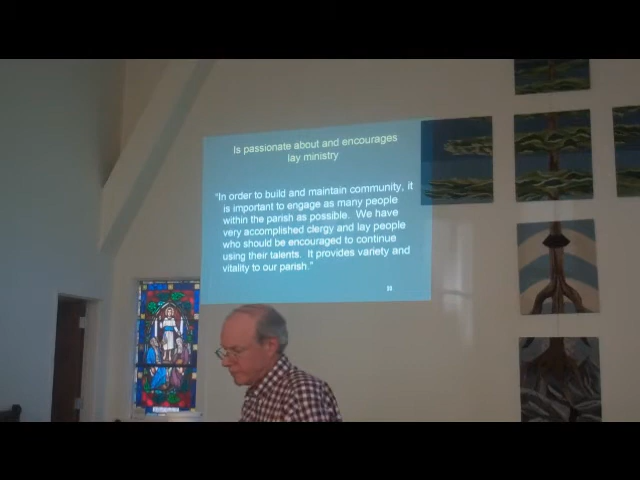 Is passionate about and encourages
lay ministry
"In order to build and maintain community, it
is important to engage as many people
within the parish as possible. We have
very accomplished clergy and lay people
who should be encouraged to continue
using their talents. It provides variety and
vitality to our parish."